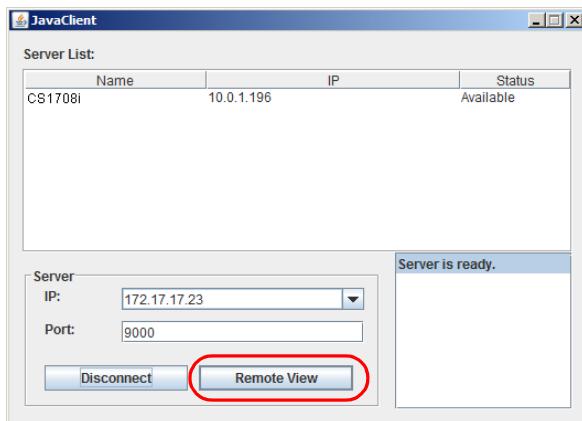 JavaClient
Server List:
Name IP Status
CS1708i 10.0.1.196 Available
Server
IP: 172.17.17.23
Port: 9000
Disconnect Remote View
Server is ready.